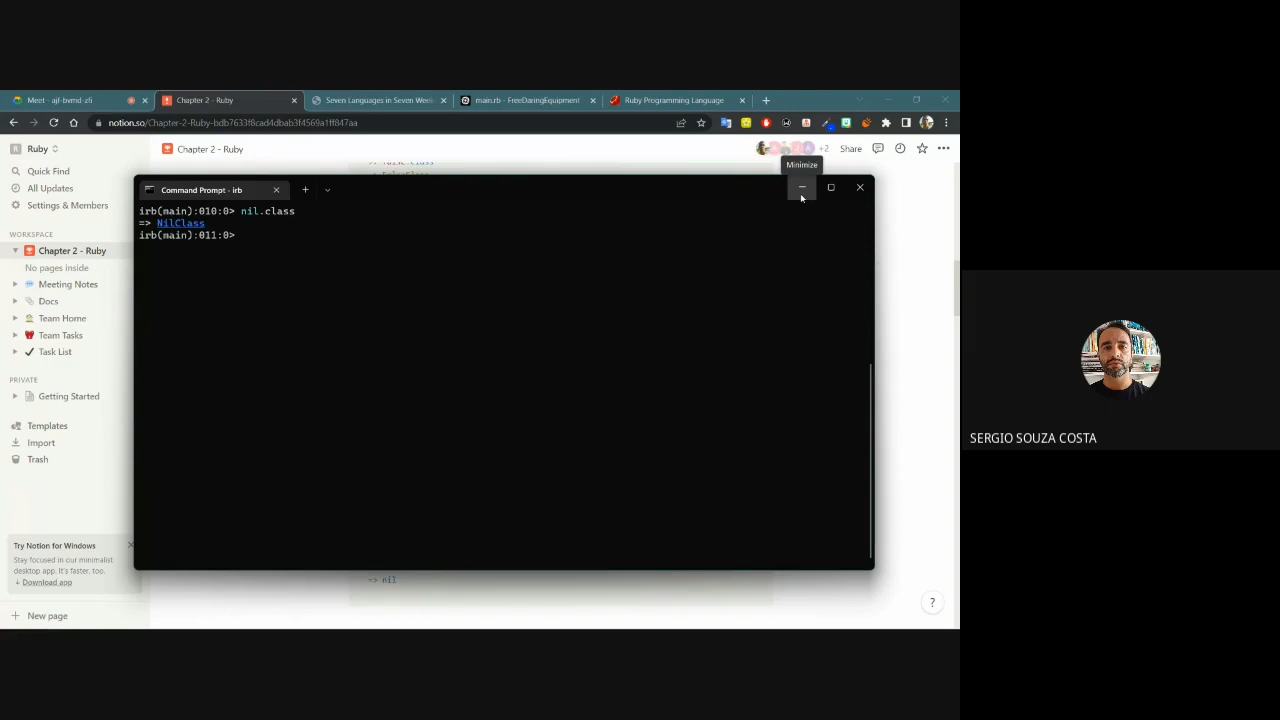 Meet - ajf-bvmd-zfi
Chapter 2 - Ruby
Seven Languages in Seven Week
main.rb - FreeDaringEquipment
Ruby Programming Language
notion.so/Chapter-2-Ruby-bdb7633f8cad4dbab3f4569a1ff847aa
Ruby
Chapter 2 - Ruby
+2
Share
Quick Find
All Updates
Settings & Members
WORKSPACE
Chapter 2 - Ruby
No pages inside
Meeting Notes
Docs
Team Home
Team Tasks
Task List
PRIVATE
Getting Started
Templates
Import
Trash
Try Notion for Windows
Stay focused in our minimalist
desktop app. It's faster, too.
↓ Download app
+ New page
Minimize
Command Prompt - irb
irb(main):010:0> nil.class
=> NilClass
irb(main):011:0>
=> nil
?
SERGIO SOUZA COSTA